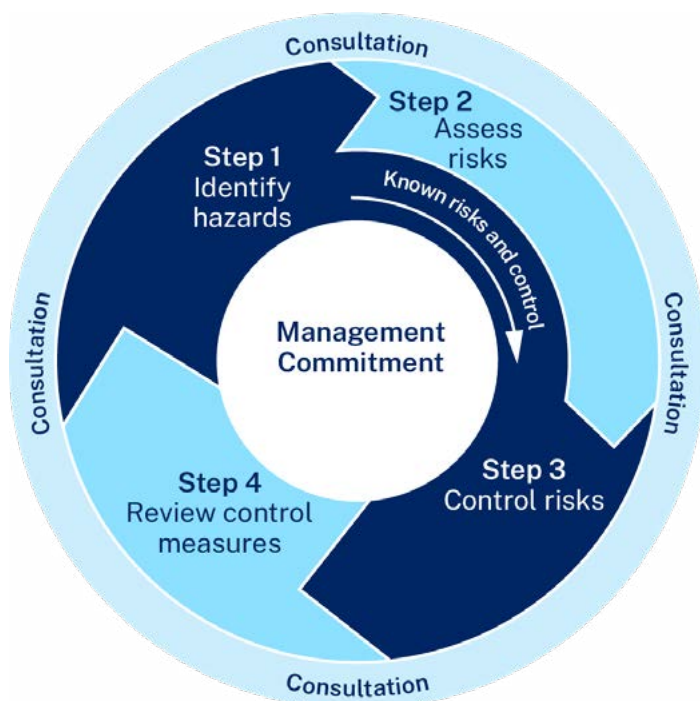 Consultation
Step 1
Identify
hazards
Step 2
Assess
risks
Known risks and control
Management
Commitment
Consultation
Consultation
Step 3
Control risks
Step 4
Review control
measures
Consultation